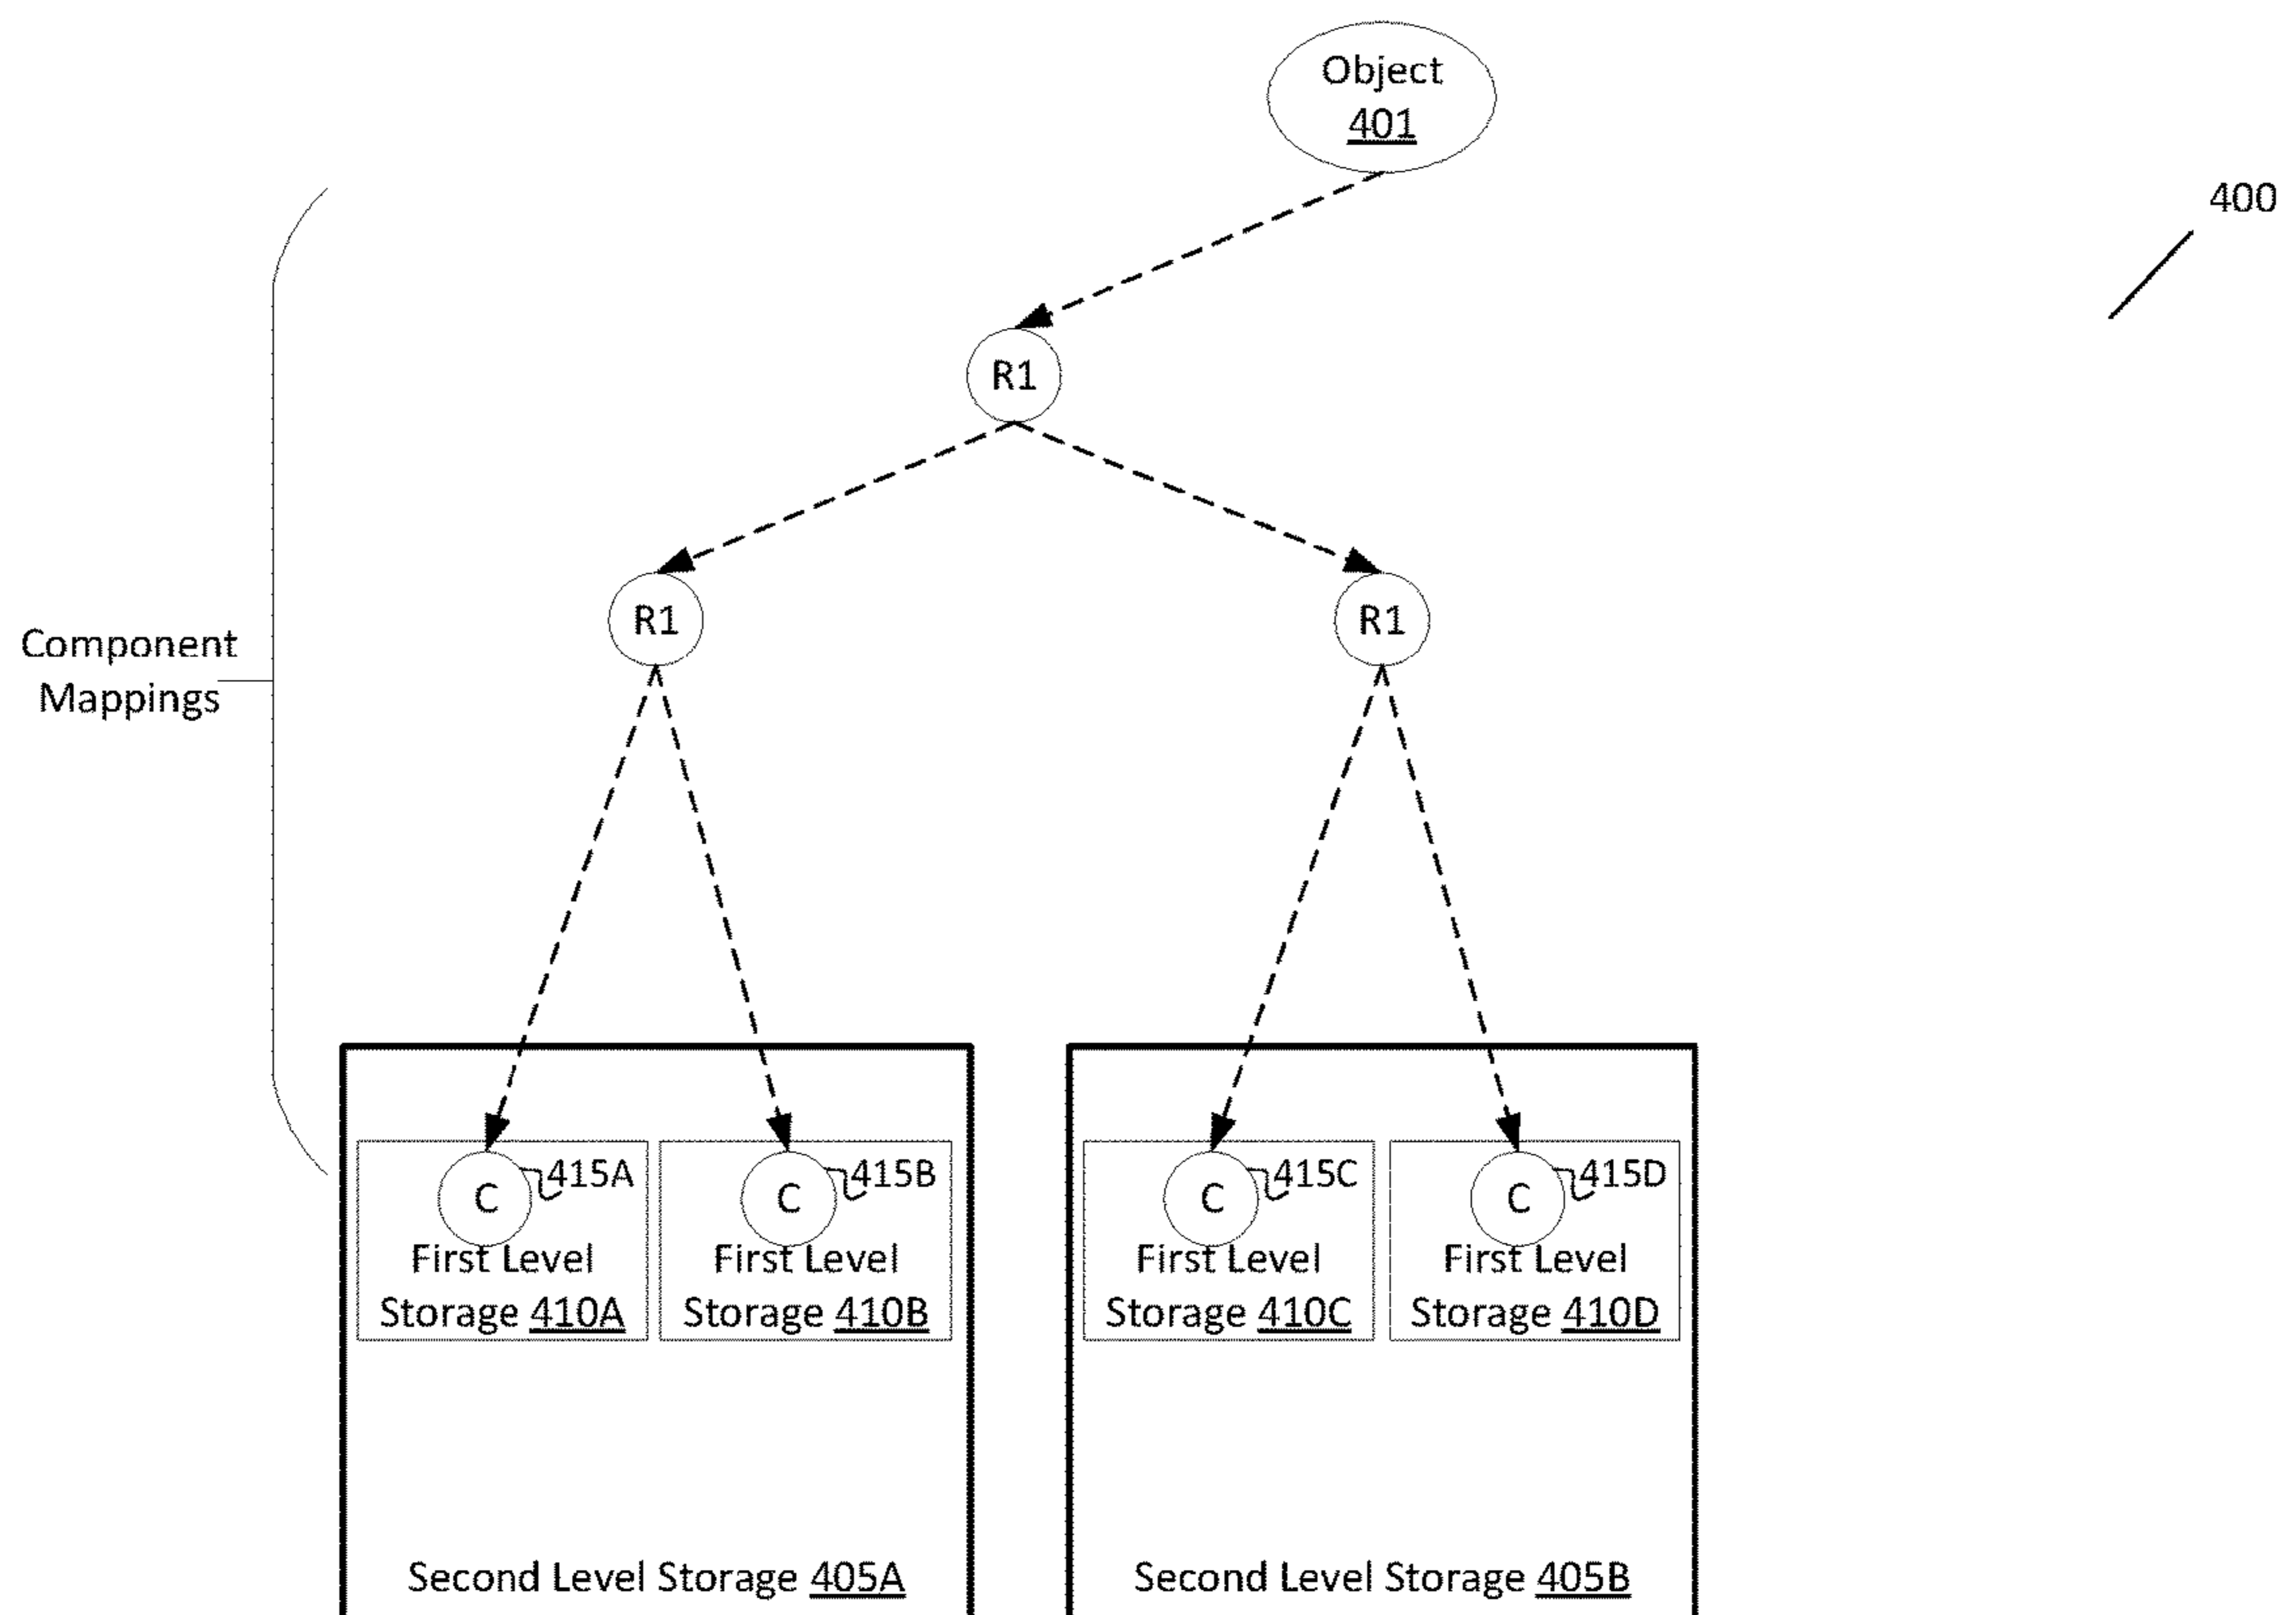 Object
401
400
R1
R1
R1
Component
Mappings
C
415A
C
415B
C
415C
C
415D
First Level
Storage 410A
First Level
Storage 410B
First Level
Storage 410C
First Level
Storage 410D
Second Level Storage 405A
Second Level Storage 405B